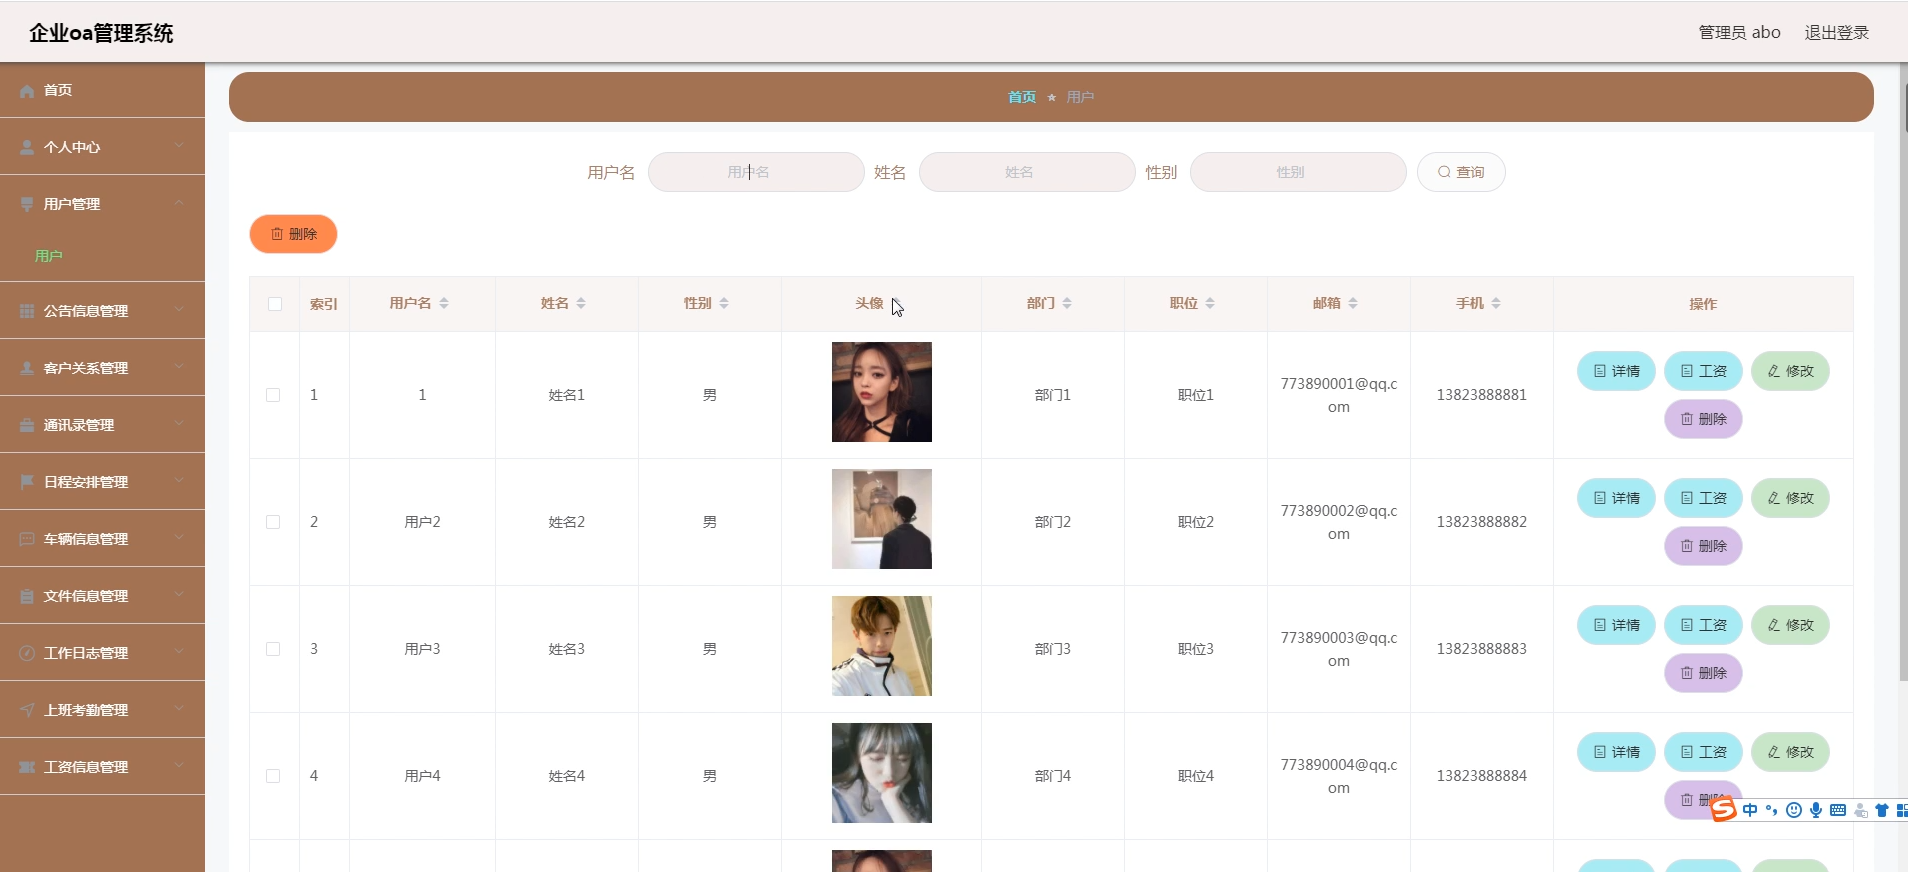 企业oa管理系统
管理员 abo 退出登录
首页
个人中心
用户管理
用户
公告信息管理
客户关系管理
通讯录管理
日程安排管理
车辆信息管理
文件信息管理
工作日志管理
上班考勤管理
工资信息管理
首页 用户
用户名 用户名 姓名 姓名 性别 性别 查询
删除
索引 用户名 姓名 性别 头像 部门 职位 邮箱 手机 操作
1 1 姓名1 男 部门1 职位1 773890001@qq.c
om
13823888881 详情 工资 修改
删除
2 用户2 姓名2 男 部门2 职位2 773890002@qq.c
om
13823888882 详情 工资 修改
删除
3 用户3 姓名3 男 部门3 职位3 773890003@qq.c
om
13823888883 详情 工资 修改
删除
4 用户4 姓名4 男 部门4 职位4 773890004@qq.c
om
13823888884 详情 工资 修改
删除
中